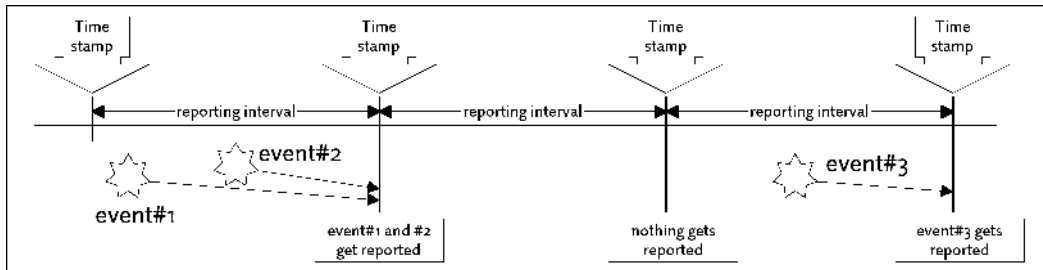 Time
stamp
Time
stamp
Time
stamp
Time
stamp
reporting interval
reporting interval
reporting interval
event#2
event#1
event#3
event#1 and #2
get reported
nothing gets
reported
event#3 gets
reported